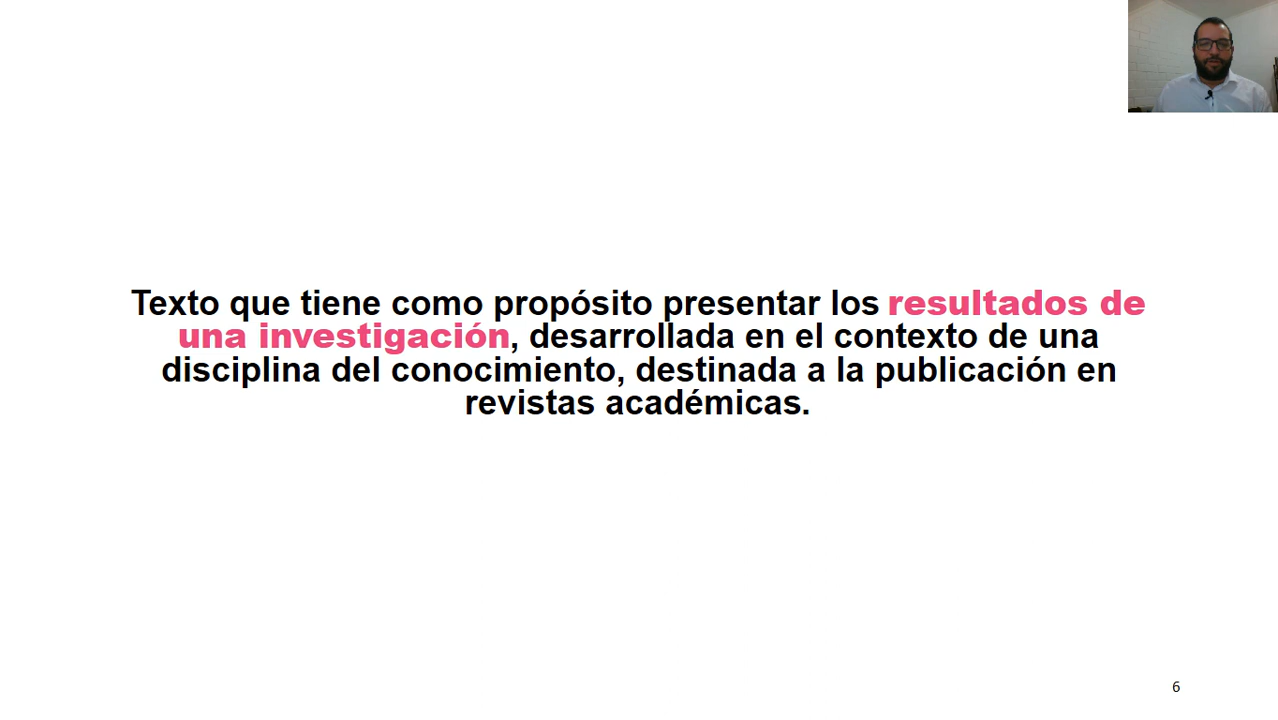 Texto que tiene como propósito presentar los resultados de
una investigación, desarrollada en el contexto de una
disciplina del conocimiento, destinada a la publicación en
revistas académicas.
6